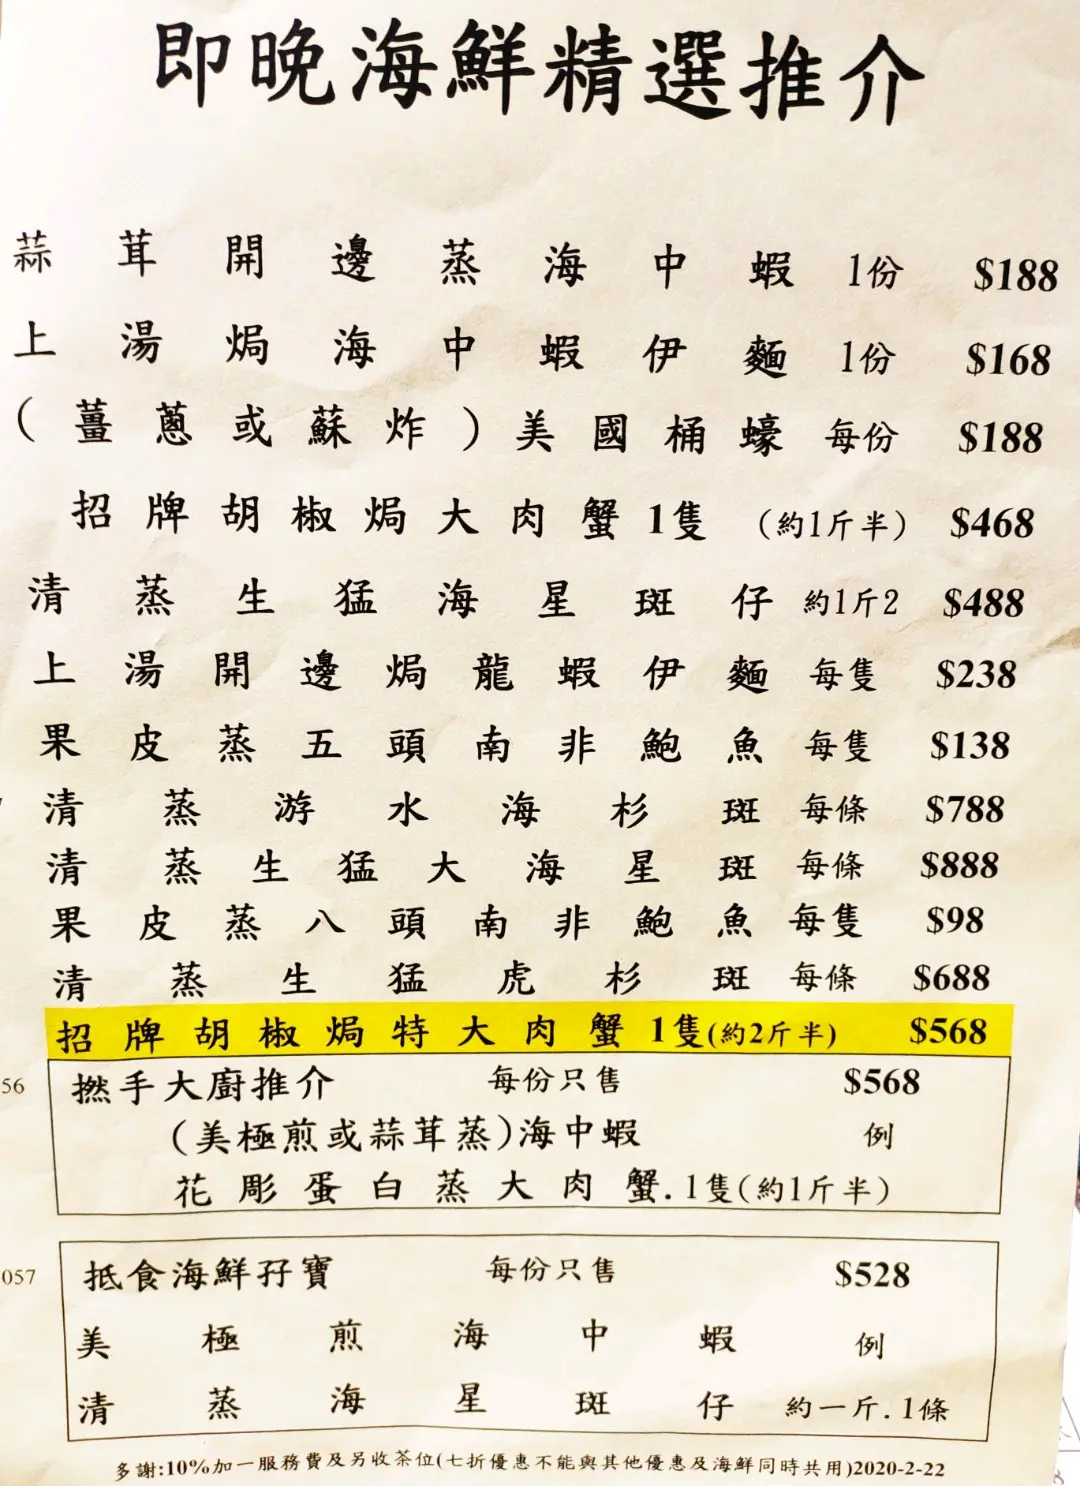 即晚海鮮精選推介
蒜茸開邊蒸海中蝦 1份 $188
上湯焗海中蝦伊麵 1份 $168
(薑蔥或蘇炸)美國桶蠔 每份 $188
招牌胡椒焗大肉蟹1隻 (約1斤半) $468
清蒸生猛海星斑仔 約1斤2 $488
上湯開邊焗龍蝦伊麵 每隻 $238
果皮蒸五頭南非鮑魚 每隻 $138
清蒸游水海杉斑 每條 $788
清蒸生猛大海星斑 每條 $888
果皮蒸八頭南非鮑魚 每隻 $98
清蒸生猛虎杉斑 每條 $688
招牌胡椒焗特大肉蟹1隻(約2斤半) $568
56 撚手大廚推介 每份只售 $568
(美極煎或蒜茸蒸)海中蝦 例
花彫蛋白蒸大肉蟹.1隻(約1斤半)
057 抵食海鮮孖寶 每份只售 $528
美極煎海中蝦 例
清蒸海星斑仔 約一斤.1條
多謝:10%加一服務費及另收茶位(七折優惠不能與其他優惠及海鮮同時共用)2020-2-22